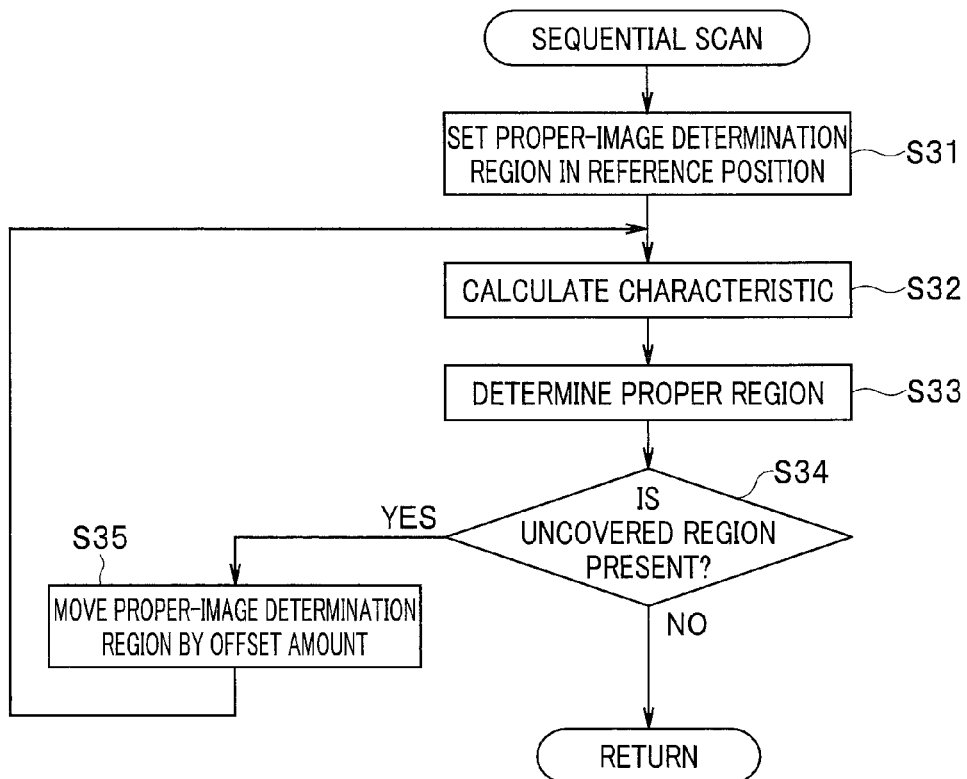 SEQUENTIAL SCAN
SET PROPER-IMAGE DETERMINATION
REGION IN REFERENCE POSITION
S31
CALCULATE CHARACTERISTIC
S32
DETERMINE PROPER REGION
S33
S34
IS
UNCOVERED REGION
PRESENT?
YES
S35
MOVE PROPER-IMAGE DETERMINATION
REGION BY OFFSET AMOUNT
NO
RETURN